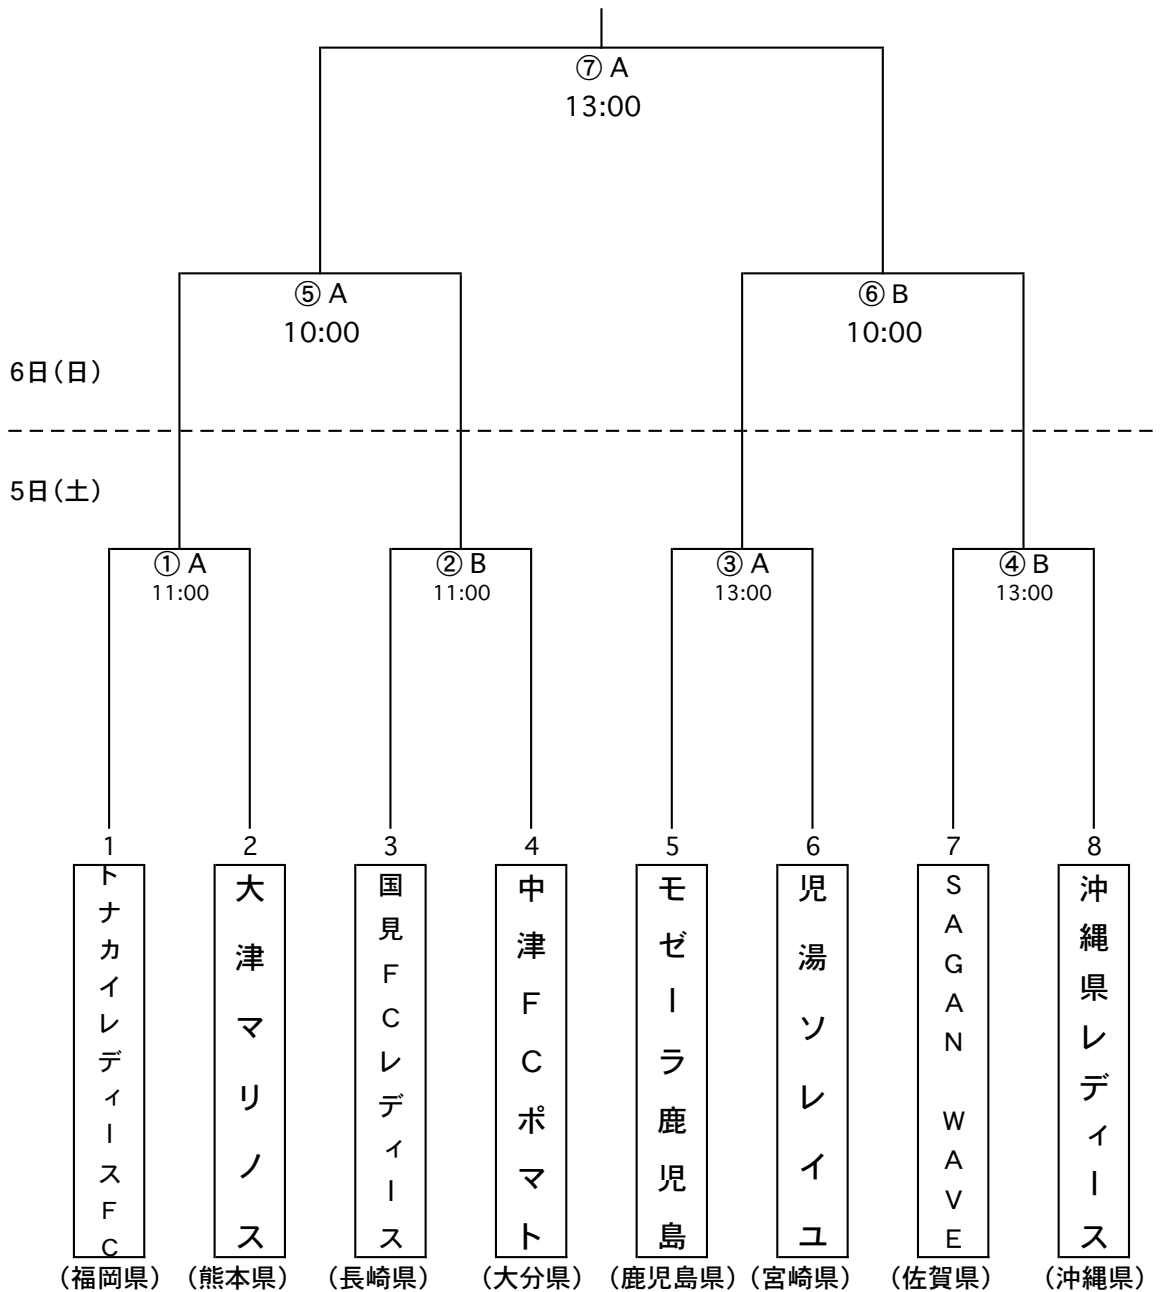 ⑦ A
13:00
⑤ A
10:00
⑥ B
10:00
6日(日)
5日(土)
① A
11:00
② B
11:00
③ A
13:00
④ B
13:00
1
2
3
4
5
6
7
8
トナカイレディースFC
大津マリノス
国見FCレディース
中津FCポマト
モゼーラ鹿児島
児湯ソレイユ
SAGAN WAVE
沖縄県レディース
(福岡県)
(熊本県)
(長崎県)
(大分県)
(鹿児島県)
(宮崎県)
(佐賀県)
(沖縄県)